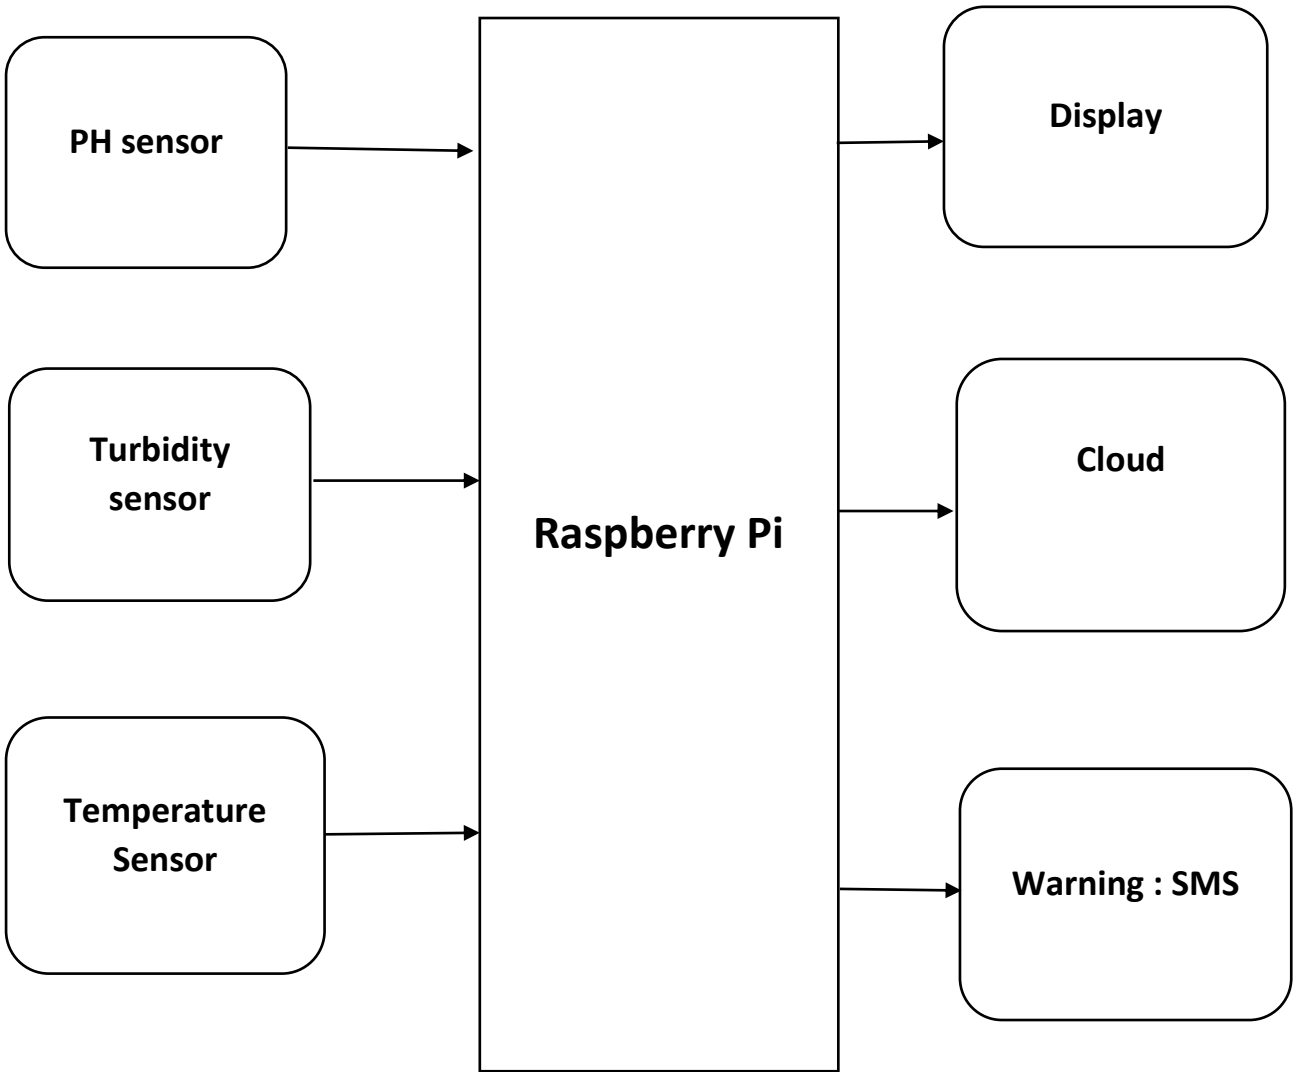 PH sensor
Turbidity
sensor
Temperature
Sensor
Raspberry Pi
Display
Cloud
Warning : SMS